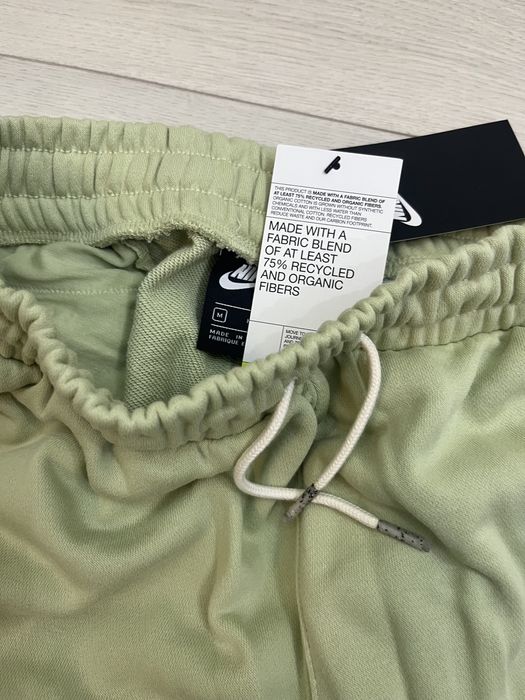 THIS PRODUCT IS MADE WITH A FABRIC BLEND OF
AT LEAST 75% RECYCLED AND ORGANIC FIBERS.
ORGANIC COTTON IS GROWN WITHOUT SYNTHETIC
CHEMICALS AND WITH LESS WATER THAN
CONVENTIONAL COTTON. RECYCLED FIBERS
REDUCE WASTE AND OUR CARBON FOOTPRINT.
MADE WITH A
FABRIC BLEND
OF AT LEAST
75% RECYCLED
AND ORGANIC
FIBERS
MOVE TO
M
MADE IN
FABRIQUÉ